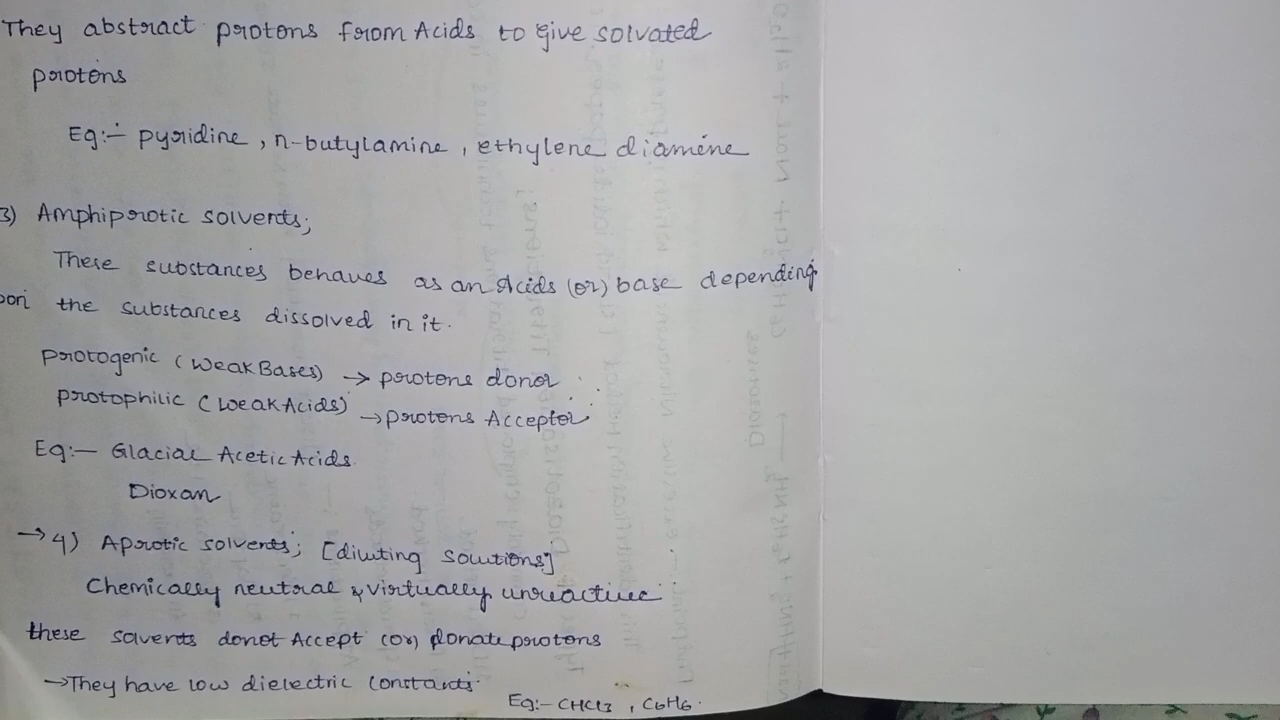 They abstract protons from Acids to give solvated
protons
Eg:- pyridine, n-butylamine, ethylene diamine
3) Amphiprotic solvents;
These substances behaves as an Acids (or) base depending
the substances dissolved in it.
protogenic (Weak Bases) → protons donor
protophilic (Weak Acids) → protons Acceptor
Eg:- Glacial Acetic Acids.
Dioxan
→ 4) Aprotic solvents; [diluting solutions]
Chemically neutral & virtually unreactive
these solvents donot Accept (or) donate protons
→ They have low dielectric constants.
Eg:- CHCl3, C6H6.